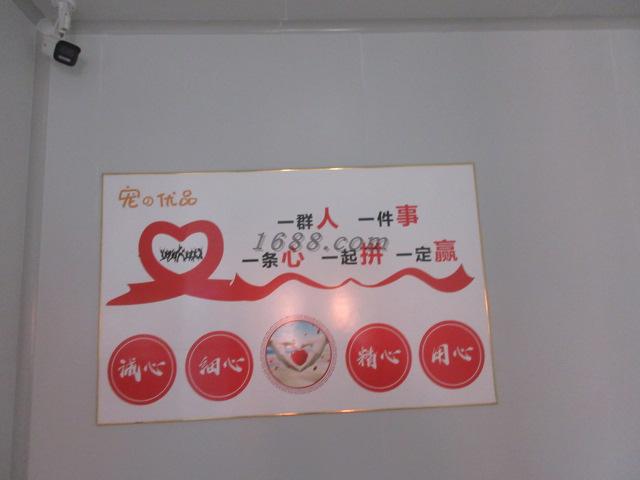 宠の优品
一群人 一件事
1688.com
一条心 一起拼 一定赢
诚心 细心 精心 用心